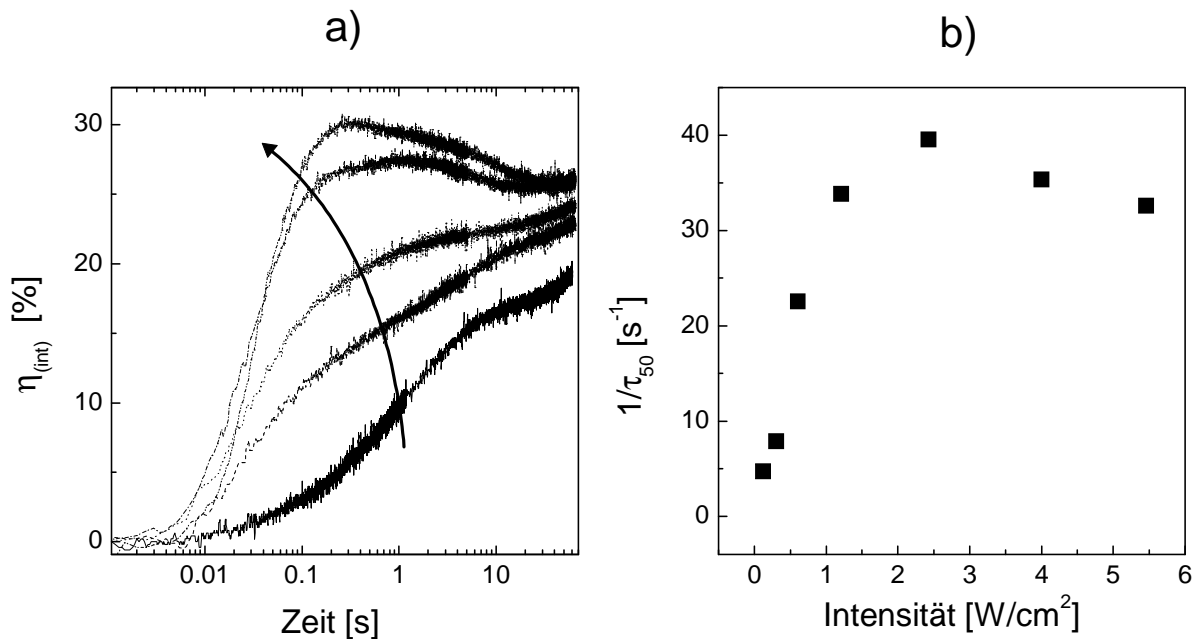 a)
30
20
10
0
η(int) [%]
0.01 0.1 1 10
Zeit [s]
b)
40
30
20
10
0
1/τ50 [s-1]
0 1 2 3 4 5 6
Intensität [W/cm2]